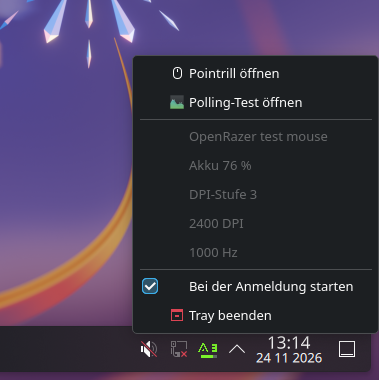 Pointrill öffnen
Polling-Test öffnen
OpenRazer test mouse
Akku 76 %
DPI-Stufe 3
2400 DPI
1000 Hz
Bei der Anmeldung starten
Tray beenden
13:14
24 11 2026